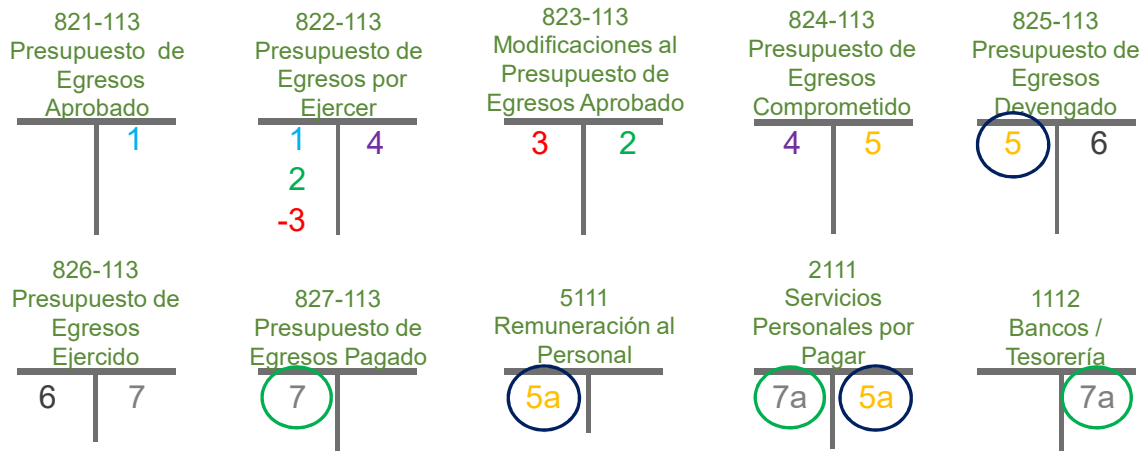 821-113
Presupuesto de
Egresos
Aprobado
1
822-113
Presupuesto de
Egresos por
Ejercer
1 4
2
-3
823-113
Modificaciones al
Presupuesto de
Egresos Aprobado
3 2
824-113
Presupuesto de
Egresos
Comprometido
4 5
825-113
Presupuesto de
Egresos
Devengado
5 6
826-113
Presupuesto de
Egresos
Ejercido
6 7
827-113
Presupuesto de
Egresos Pagado
7
5111
Remuneración al
Personal
5a
2111
Servicios
Personales por
Pagar
7a 5a
1112
Bancos /
Tesorería
7a